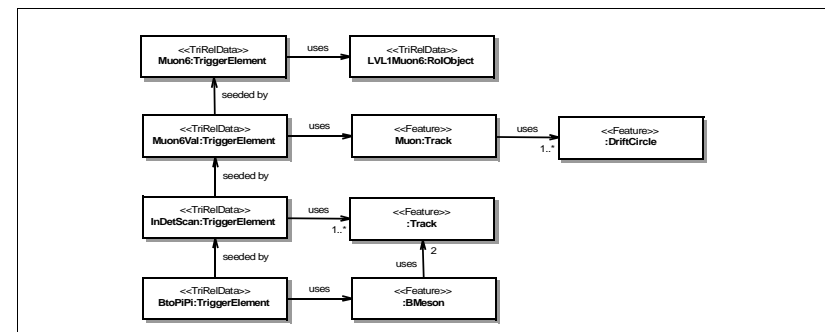 <<TriRelData>>
Muon6:TriggerElement
uses
<<TriRelData>>
LVL1Muon6:RoIObject
seeded by
<<TriRelData>>
Muon6Val:TriggerElement
uses
<<Feature>>
Muon:Track
uses
1..*
<<Feature>>
:DriftCircle
seeded by
<<TriRelData>>
InDetScan:TriggerElement
uses
1..*
<<Feature>>
:Track
seeded by
2
uses
<<TriRelData>>
BtoPiPi:TriggerElement
uses
<<Feature>>
:BMeson